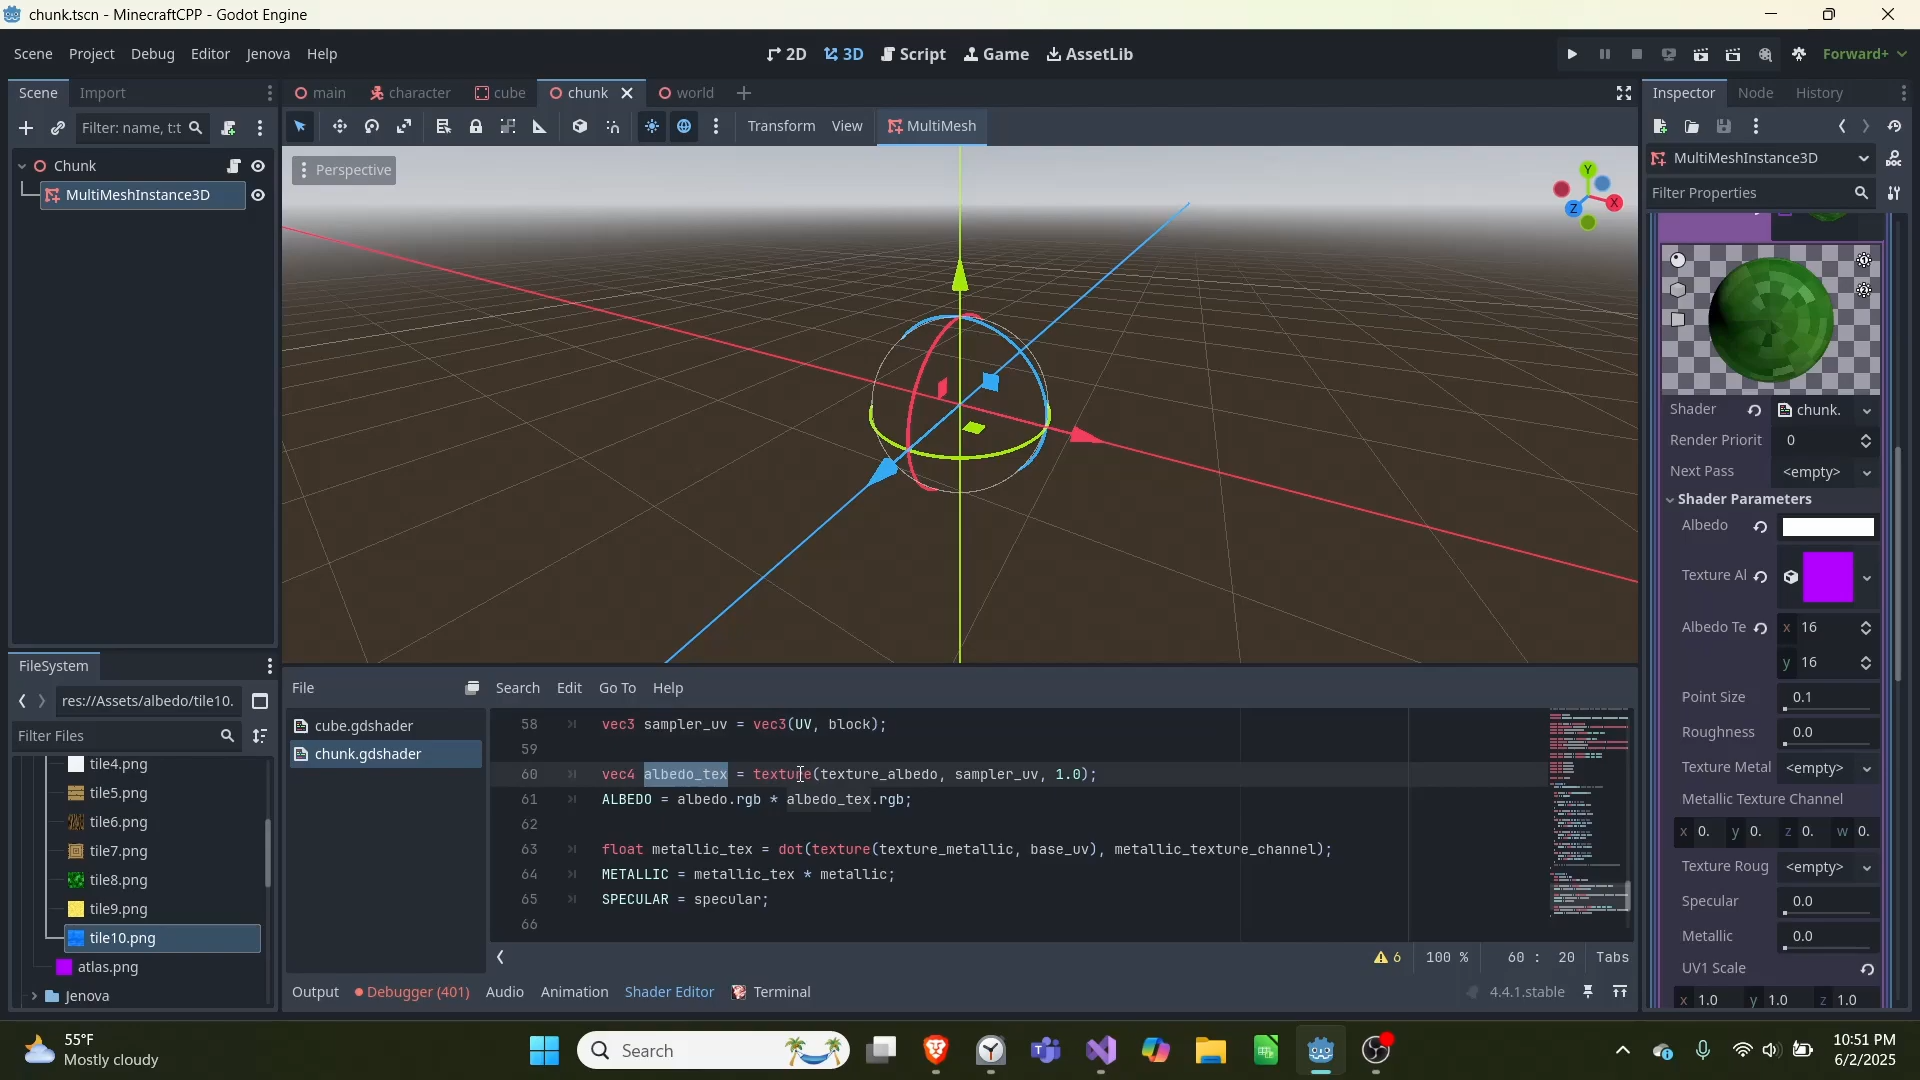 chunk.tscn - MinecraftCPP - Godot Engine
Scene Project Debug Editor Jenova Help
2D 3D Script Game AssetLib
Forward+
Scene Import
main character cube chunk world
Inspector Node History
Filter: name, t:t
Transform View MultiMesh
Chunk
MultiMeshInstance3D
Perspective
Y
X
Z
MultiMeshInstance3D
Filter Properties
Shader chunk.
Render Priorit 0
Next Pass <empty>
Shader Parameters
Albedo
Texture Al
Albedo Te x 16
y 16
Point Size 0.1
Roughness 0.0
Texture Metal <empty>
Metallic Texture Channel
x 0. y 0. z 0. w 0.
Texture Roug <empty>
Specular 0.0
Metallic 0.0
UV1 Scale
x 1.0 y 1.0 z 1.0
FileSystem
res://Assets/albedo/tile10.
Filter Files
tile4.png
tile5.png
tile6.png
tile7.png
tile8.png
tile9.png
tile10.png
atlas.png
Jenova
File Search Edit Go To Help
cube.gdshader
chunk.gdshader
58 vec3 sampler_uv = vec3(UV, block);
59
60 vec4 albedo_tex = texture(texture_albedo, sampler_uv, 1.0);
61 ALBEDO = albedo.rgb * albedo_tex.rgb;
62
63 float metallic_tex = dot(texture(texture_metallic, base_uv), metallic_texture_channel);
64 METALLIC = metallic_tex * metallic;
65 SPECULAR = specular;
66
6 100 % 60 : 20 Tabs
Output Debugger (401) Audio Animation Shader Editor Terminal 4.4.1.stable
55°F
Mostly cloudy
Search
10:51 PM
6/2/2025